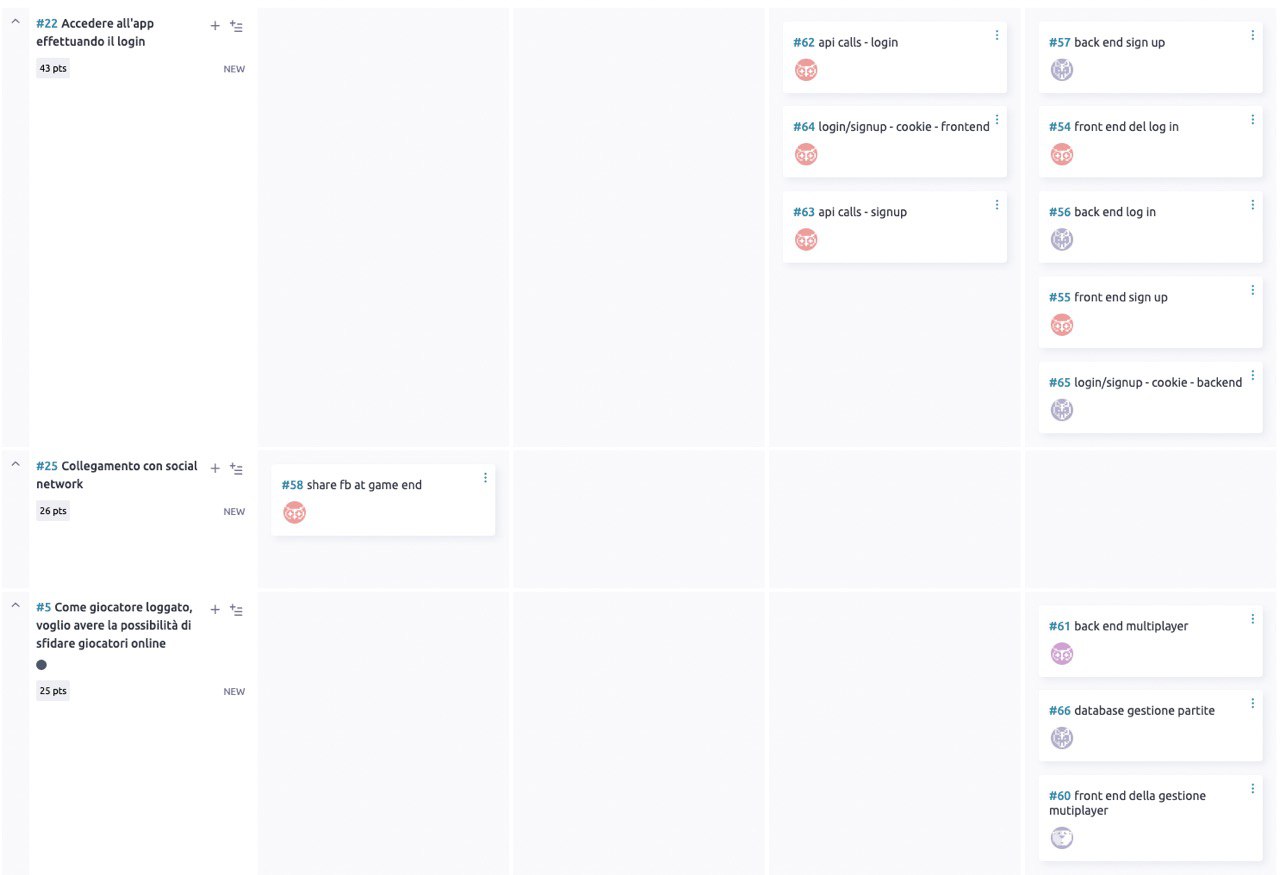 #22 Accedere all'app
effettuando il login
43 pts
NEW
#62 api calls - login
#57 back end sign up
#64 login/signup - cookie - frontend
#54 front end del log in
#63 api calls - signup
#56 back end log in
#55 front end sign up
#65 login/signup - cookie - backend
#25 Collegamento con social
network
26 pts
NEW
#58 share fb at game end
#5 Come giocatore loggato,
voglio avere la possibilità di
sfidare giocatori online
25 pts
NEW
#61 back end multiplayer
#66 database gestione partite
#60 front end della gestione
mutiplayer